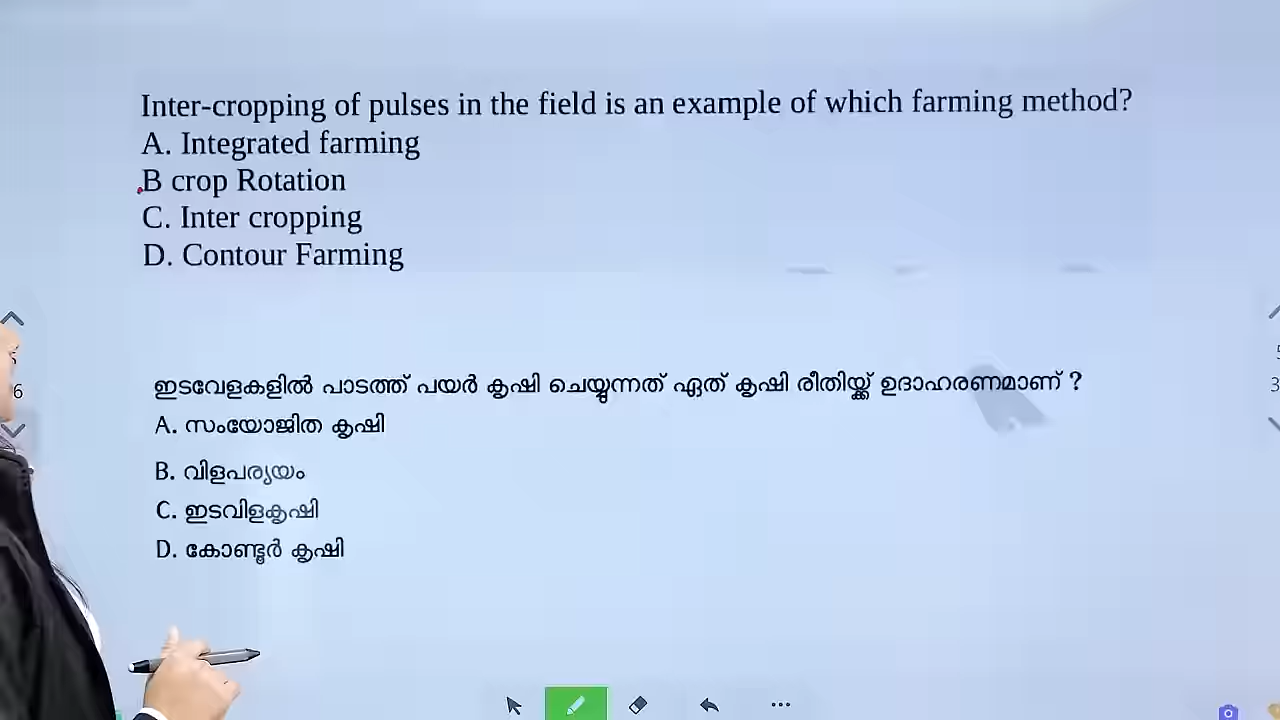 Inter-cropping of pulses in the field is an example of which farming method?
A. Integrated farming
B crop Rotation
C. Inter cropping
D. Contour Farming
ഇടവേളകളിൽ പാടത്ത് പയർ കൃഷി ചെയ്യുന്നത് ഏത് കൃഷി രീതിയ്ക്ക് ഉദാഹരണമാണ് ?
A. സംയോജിത കൃഷി
B. വിളപര്യയം
C. ഇടവിളകൃഷി
D. കോണ്ടൂർ കൃഷി
6